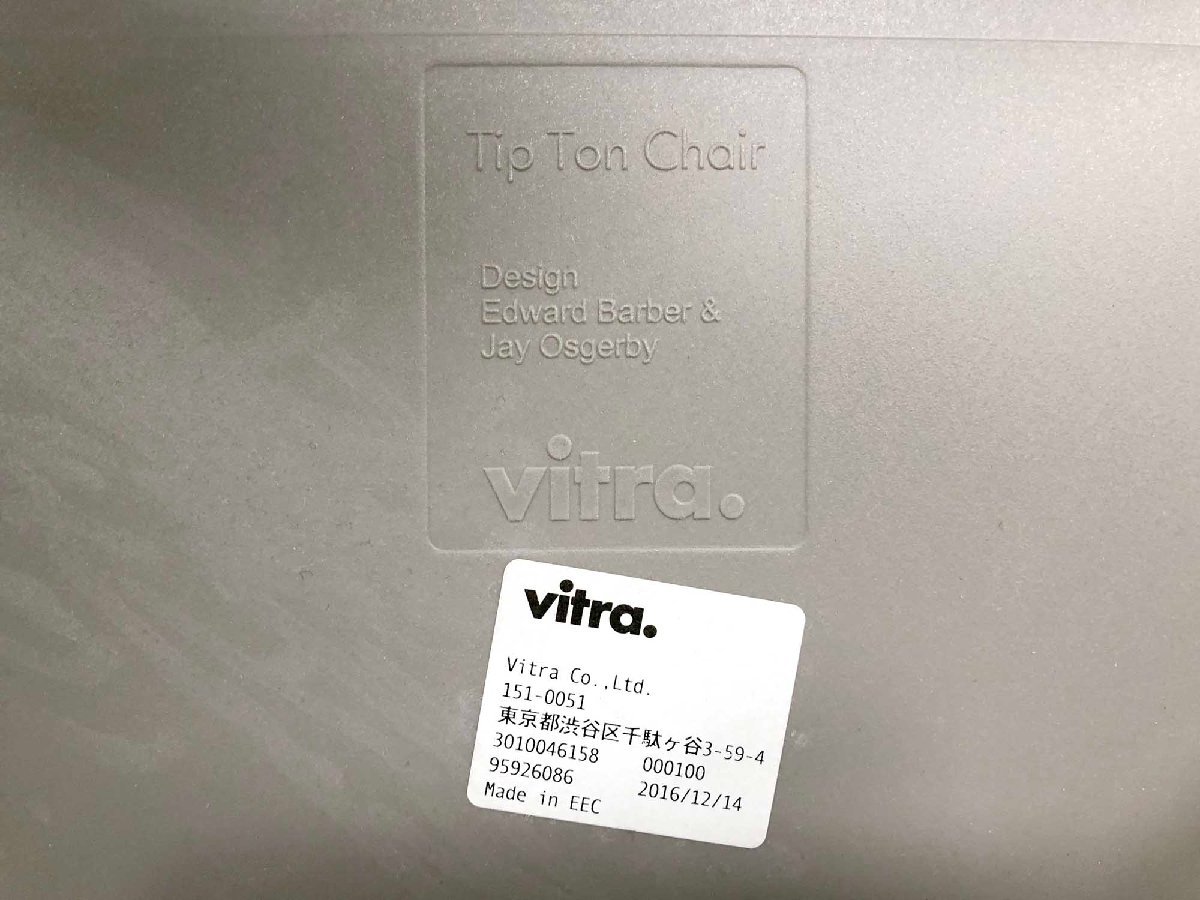 Tip Ton Chair
Design
Edward Barber &
Jay Osgerby
vitra.
vitra.
Vitra Co.,Ltd.
151-0051
東京都渋谷区千駄ヶ谷3-59-4
3010046158 000100
95926086 2016/12/14
Made in EEC